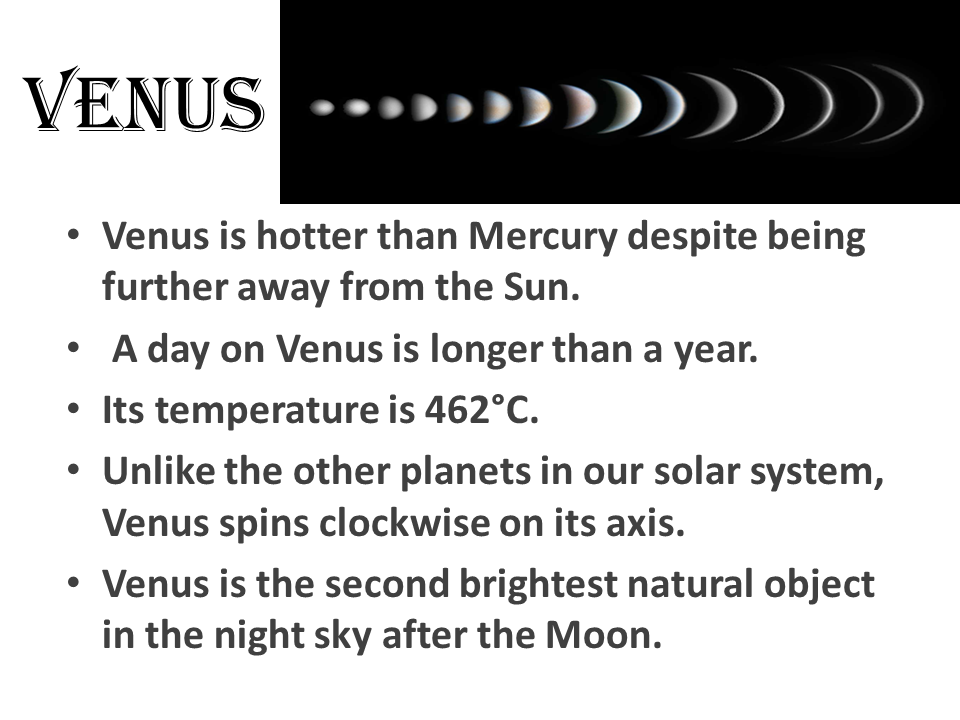 VENUS
• Venus is hotter than Mercury despite being
further away from the Sun.
• A day on Venus is longer than a year.
• Its temperature is 462°C.
• Unlike the other planets in our solar system,
Venus spins clockwise on its axis.
• Venus is the second brightest natural object
in the night sky after the Moon.